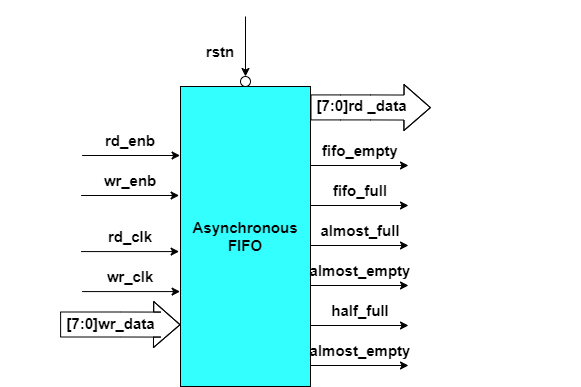 rstn
[7:0]rd _data
rd_enb
fifo_empty
wr_enb
fifo_full
Asynchronous
FIFO
rd_clk
almost_full
wr_clk
almost_empty
[7:0]wr_data
half_full
almost_empty